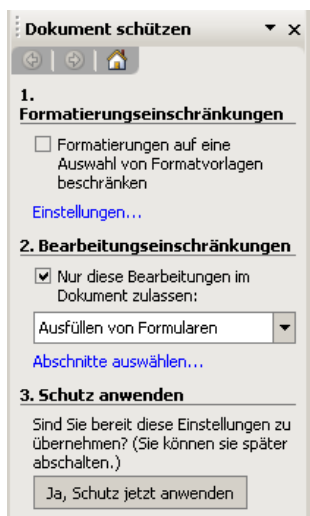 Dokument schützen
1.
Formatierungseinschränkungen
Formatierungen auf eine
Auswahl von Formatvorlagen
beschränken
Einstellungen...
2. Bearbeitungseinschränkungen
Nur diese Bearbeitungen im
Dokument zulassen:
Ausfüllen von Formularen
Abschnitte auswählen...
3. Schutz anwenden
Sind Sie bereit diese Einstellungen zu
übernehmen? (Sie können sie später
abschalten.)
Ja, Schutz jetzt anwenden